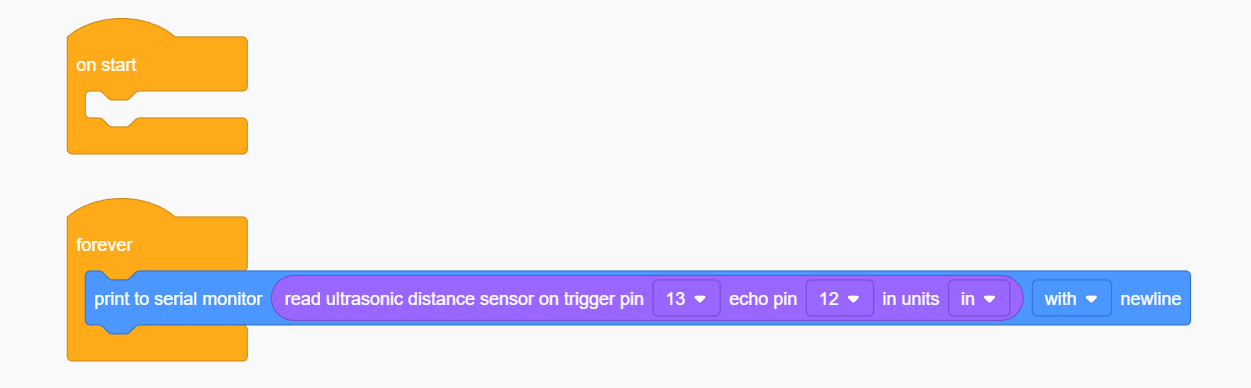 on start
forever
print to serial monitor read ultrasonic distance sensor on trigger pin 13 echo pin 12 in units in with newline